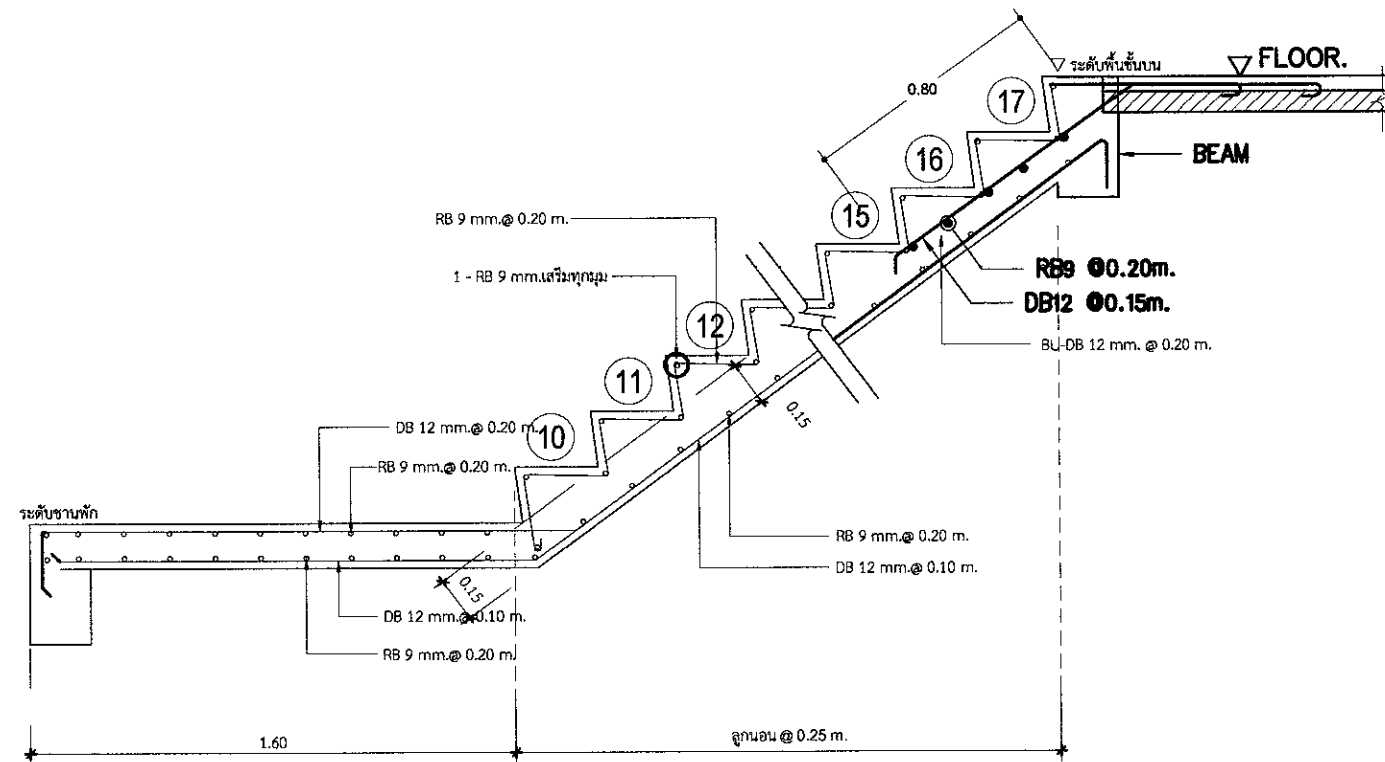 ระดับพื้นชั้นบน
FLOOR.
0.80
17
16
BEAM
15
RB 9 mm.@ 0.20 m.
RB9 @0.20m.
1 - RB 9 mm.เสริมทุกมุม
DB12 @0.15m.
12
BU-DB 12 mm. @ 0.20 m.
11
0.15
DB 12 mm.@ 0.20 m.
10
RB 9 mm.@ 0.20 m.
ระดับชานพัก
RB 9 mm.@ 0.20 m.
DB 12 mm.@ 0.10 m.
0.15
DB 12 mm.@ 0.10 m.
RB 9 mm.@ 0.20 m.
1.60
ลูกนอน @ 0.25 m.